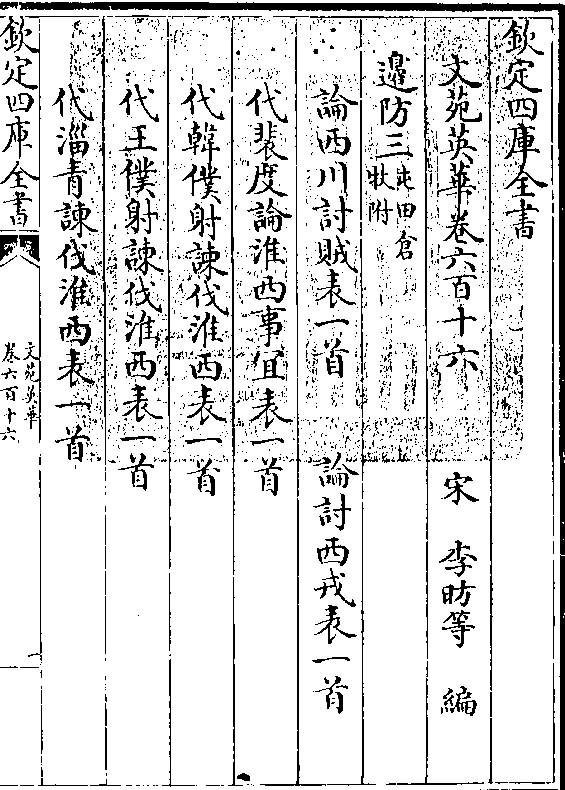 欽定四庫全書
文苑英華卷六百十六
宋 李昉等 編
邊防三屯田倉牧附
論西川討賊表一首 論討西戎表一首
代裴度論淮西事宜表一首
代韓僕射諫伐淮西表一首
代王僕射諫伐淮西表一首
代淄青諫伐淮西表一首
欽定四庫全書
文苑英華
卷六百十六
一